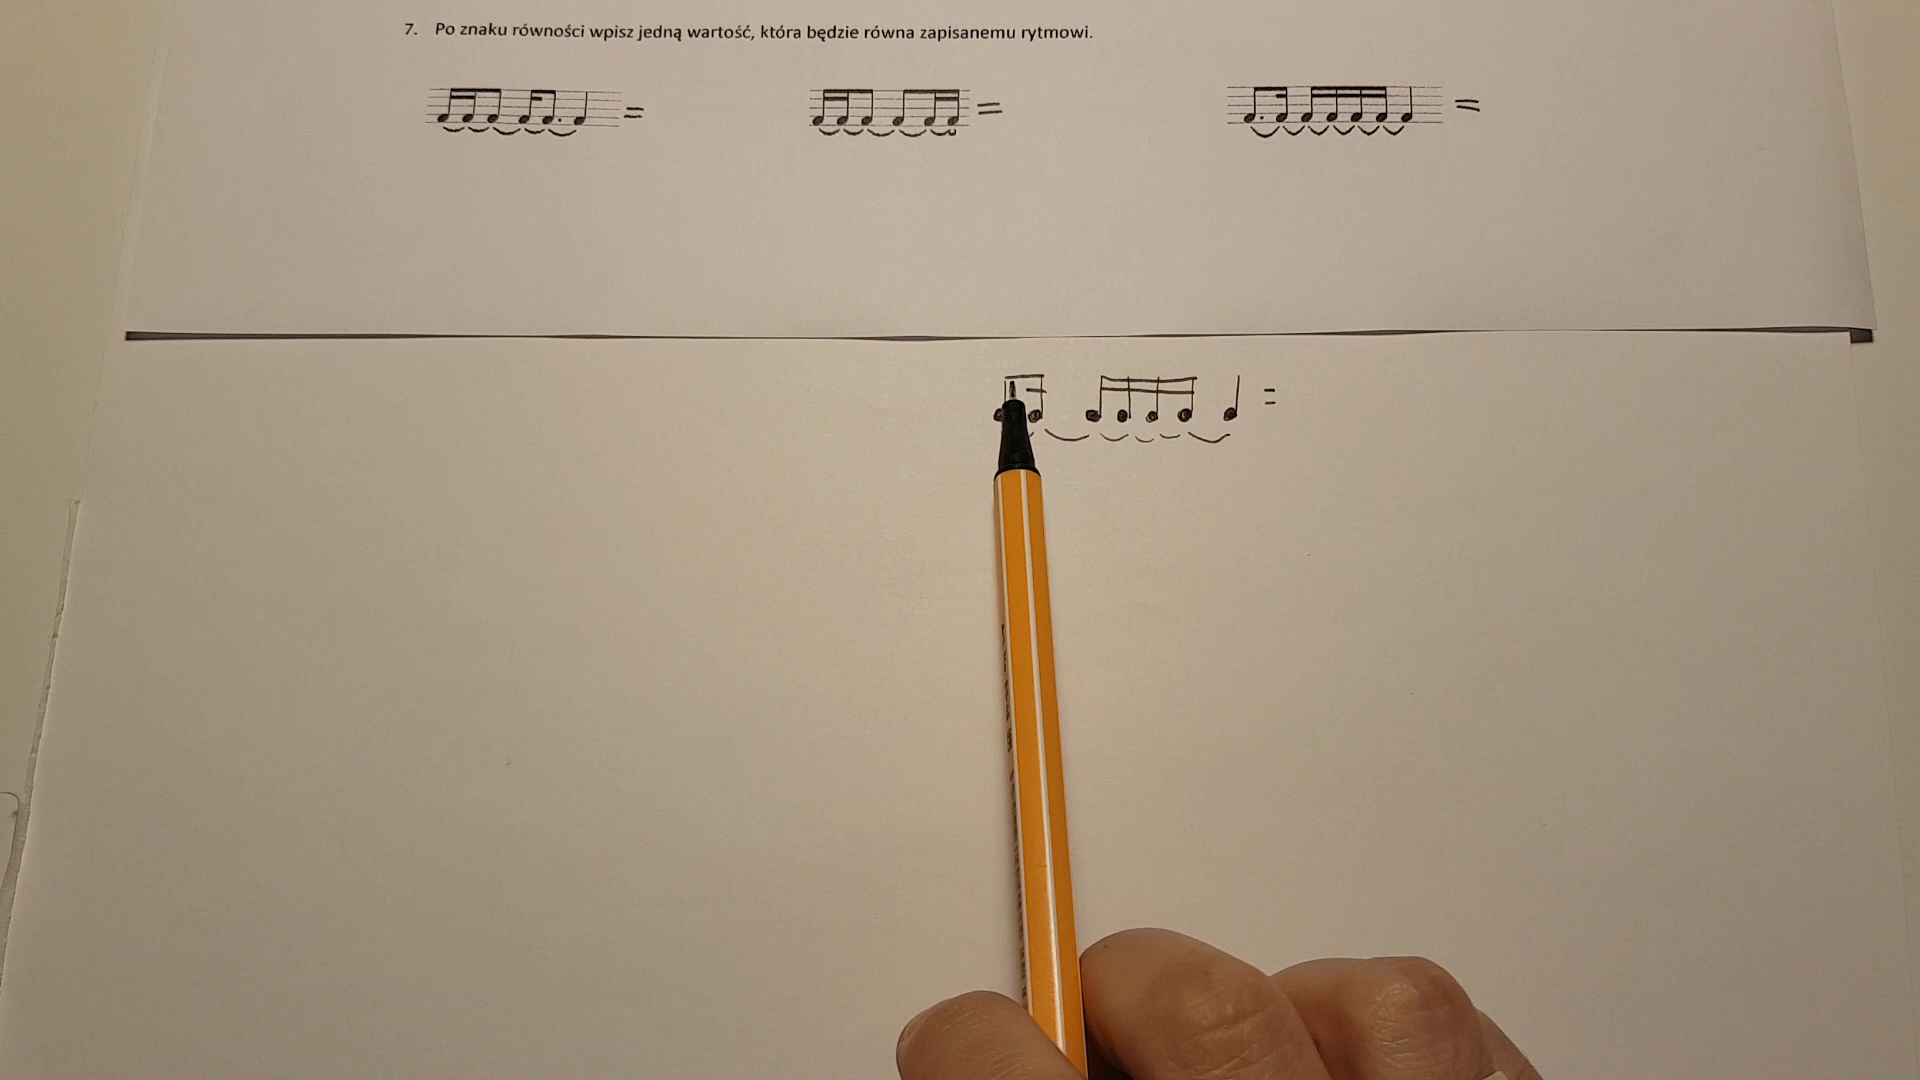 7. Po znaku równości wpisz jedną wartość, która będzie równa zapisanemu rytmowi.
= = =
=